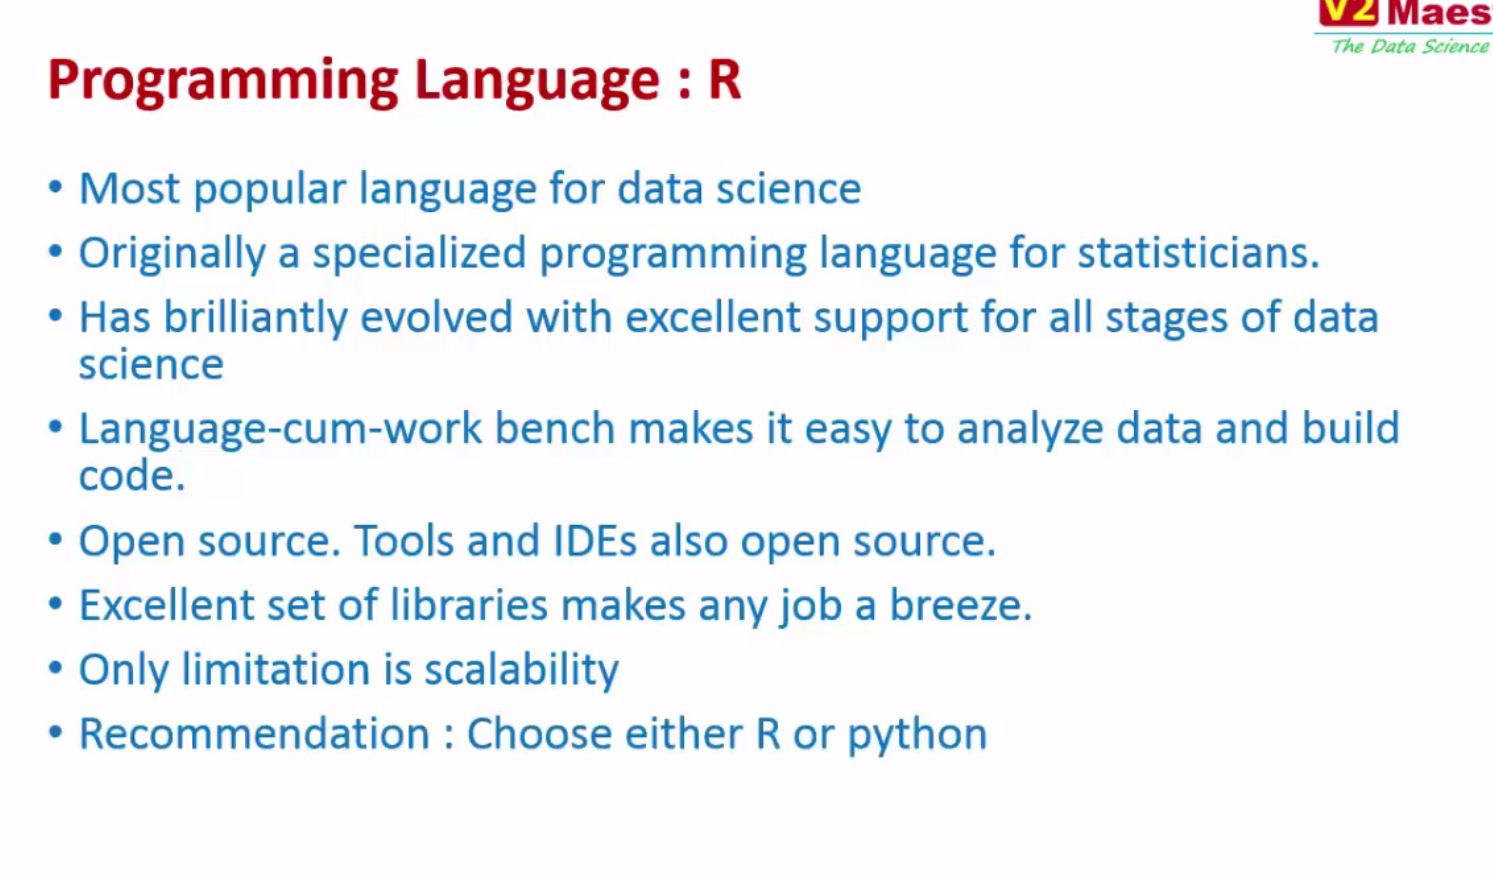 V2 Maes
The Data Science
Programming Language : R
• Most popular language for data science
• Originally a specialized programming language for statisticians.
• Has brilliantly evolved with excellent support for all stages of data
science
• Language-cum-work bench makes it easy to analyze data and build
code.
• Open source. Tools and IDEs also open source.
• Excellent set of libraries makes any job a breeze.
• Only limitation is scalability
• Recommendation : Choose either R or python